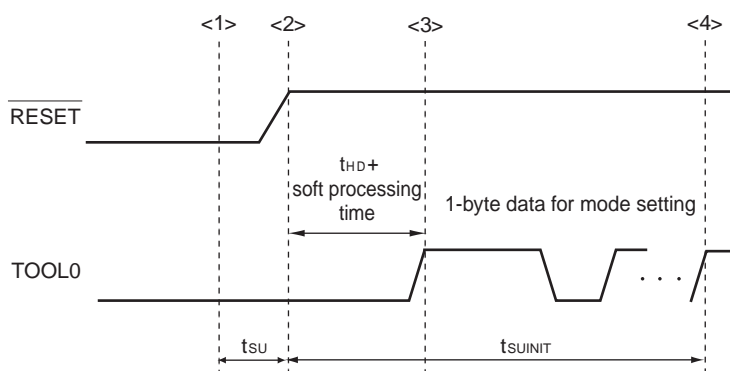 <1> <2> <3> <4>
RESET
tHD+
soft processing
time
1-byte data for mode setting
TOOL0
. . .
tSU tSUINIT